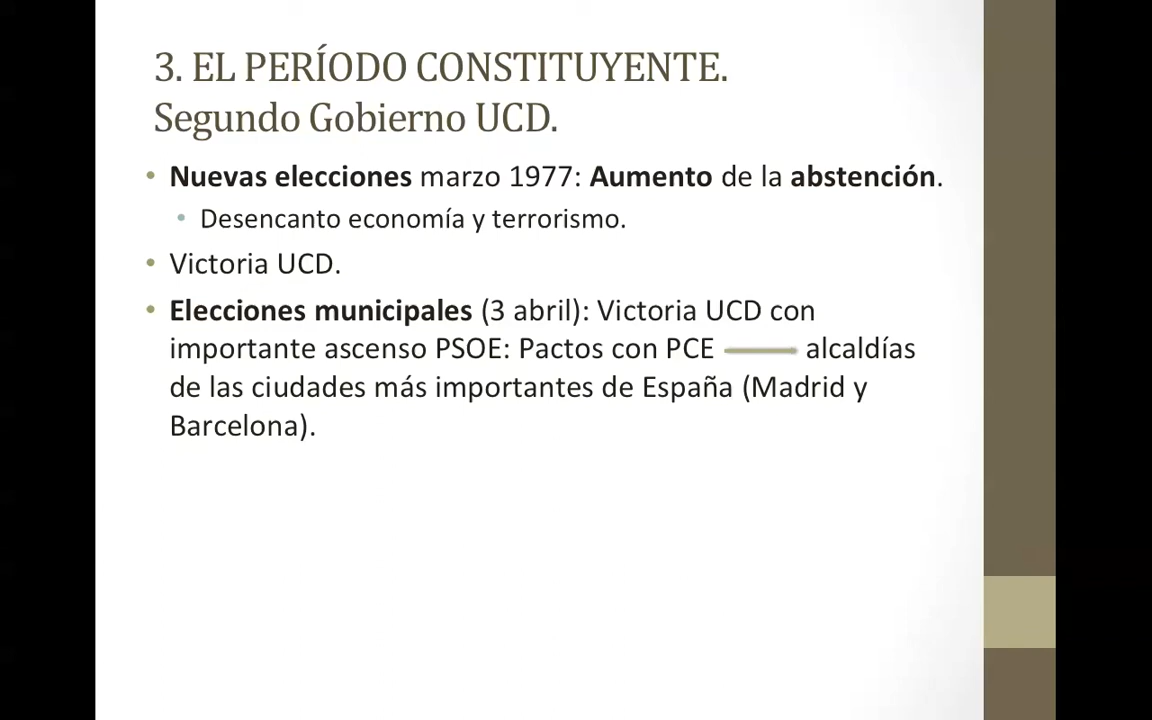 3. EL PERÍODO CONSTITUYENTE.
Segundo Gobierno UCD.
• Nuevas elecciones marzo 1977: Aumento de la abstención.
• Desencanto economía y terrorismo.
• Victoria UCD.
• Elecciones municipales (3 abril): Victoria UCD con
importante ascenso PSOE: Pactos con PCE alcaldías
de las ciudades más importantes de España (Madrid y
Barcelona).